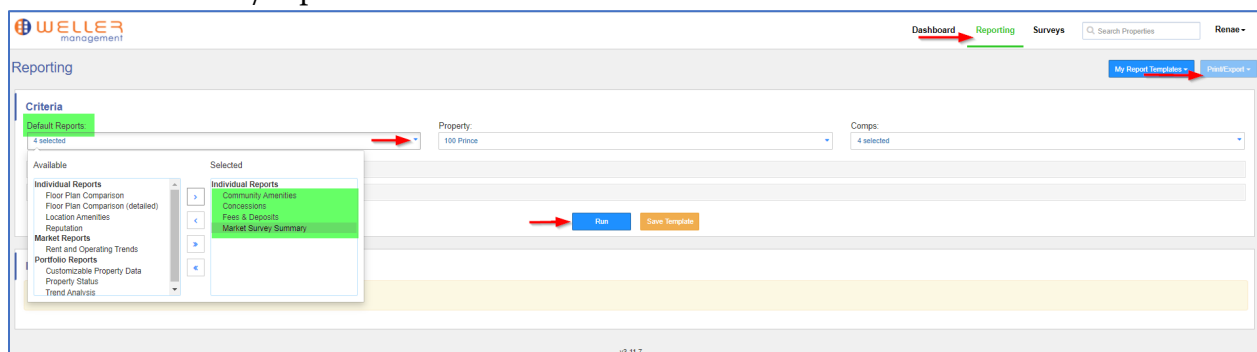 WELLER
management
Dashboard Reporting Surveys Search Properties Renae
Reporting
My Report Templates Print/Export
Criteria
Default Reports: Property: Comps:
4 selected 100 Prince 4 selected
Available Selected
Individual Reports
Floor Plan Comparison
Floor Plan Comparison (detailed)
Location Amenities
Reputation
Market Reports
Rent and Operating Trends
Portfolio Reports
Customizable Property Data
Property Status
Trend Analysis
> < » «
Individual Reports
Community Amenities
Concessions
Fees & Deposits
Market Survey Summary
Run Save Template
v3.11.7